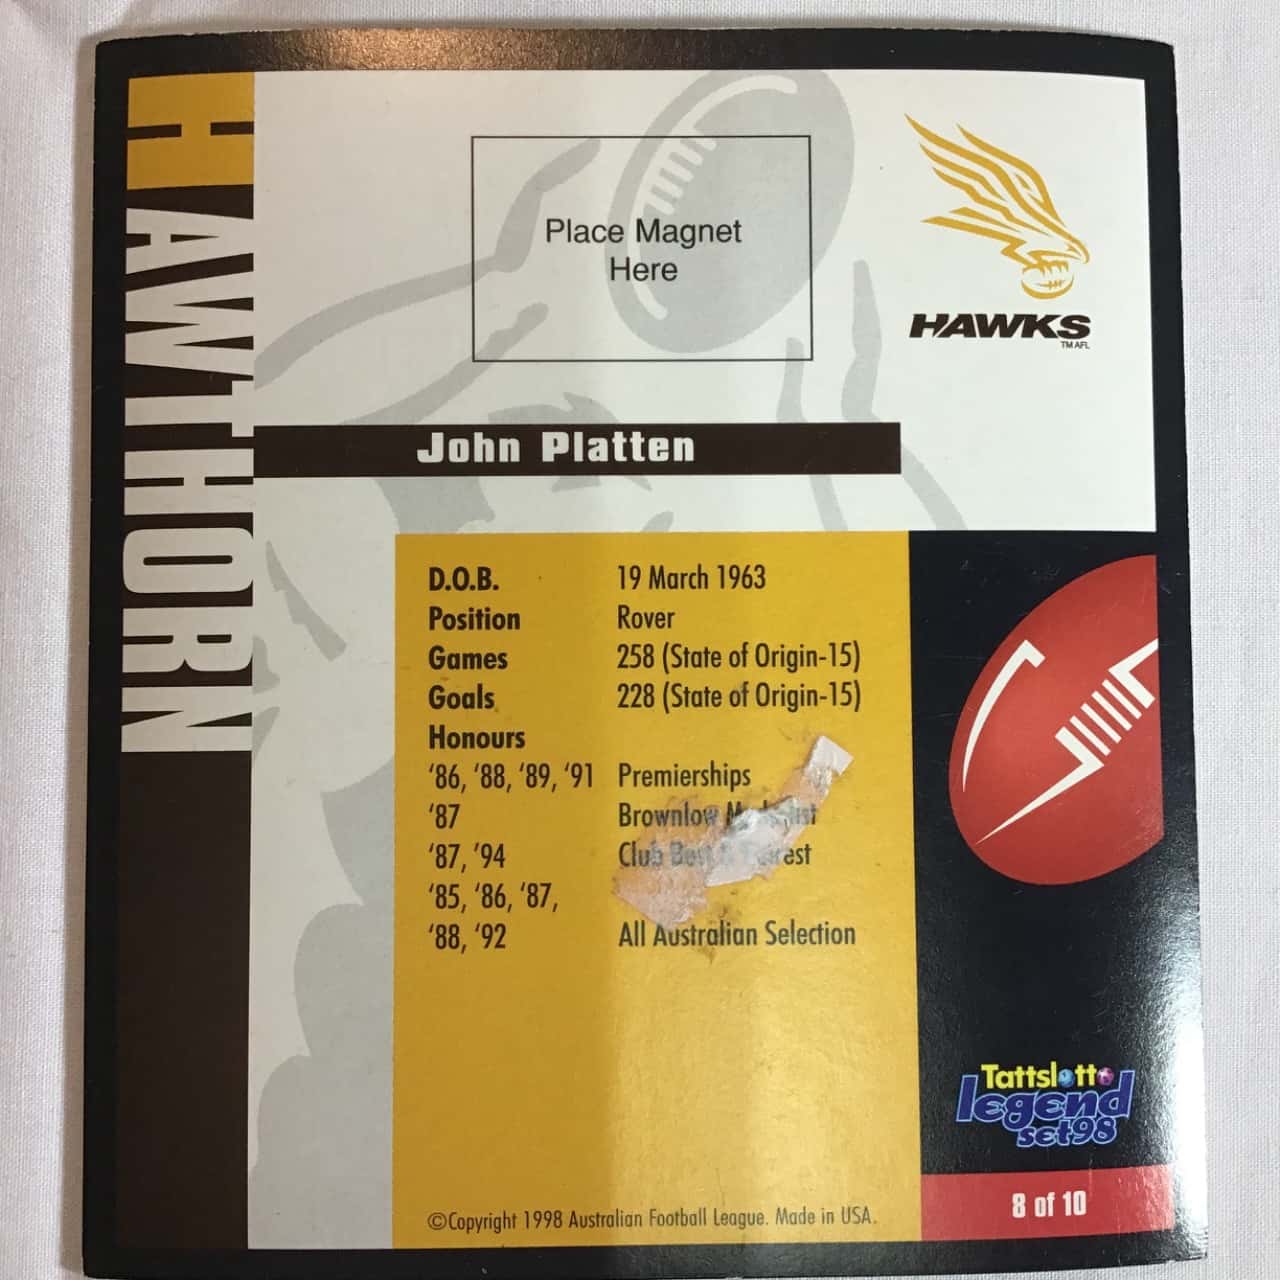 HAWTHORN
Place Magnet
Here
HAWKS
TM AFL
John Platten
D.O.B. 19 March 1963
Position Rover
Games 258 (State of Origin-15)
Goals 228 (State of Origin-15)
Honours
‘86, ‘88, ‘89, ‘91 Premierships
‘87 Brownlow
‘87, ‘94 Club Best
‘85, ‘86, ‘87,
‘88, ‘92 All Australian Selection
Tattslotto
legend
set98
8 of 10
©Copyright 1998 Australian Football League. Made in USA.